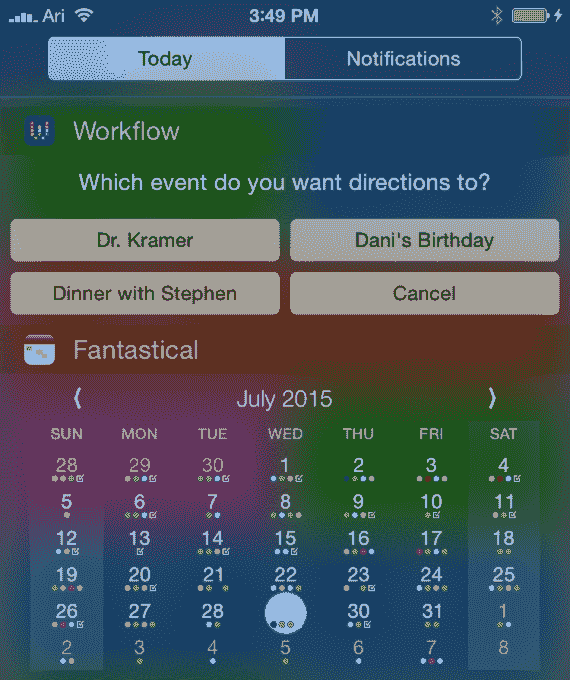 Ari 3:49 PM
Today Notifications
Workflow
Which event do you want directions to?
Dr. Kramer Dani's Birthday
Dinner with Stephen Cancel
Fantastical
⟨ July 2015 ⟩
SUN MON TUE WED THU FRI SAT
28 29 30 1 2 3 4
5 6 7 8 9 10 11
12 13 14 15 16 17 18
19 20 21 22 23 24 25
26 27 28 30 31 1
2 3 4 5 6 7 8